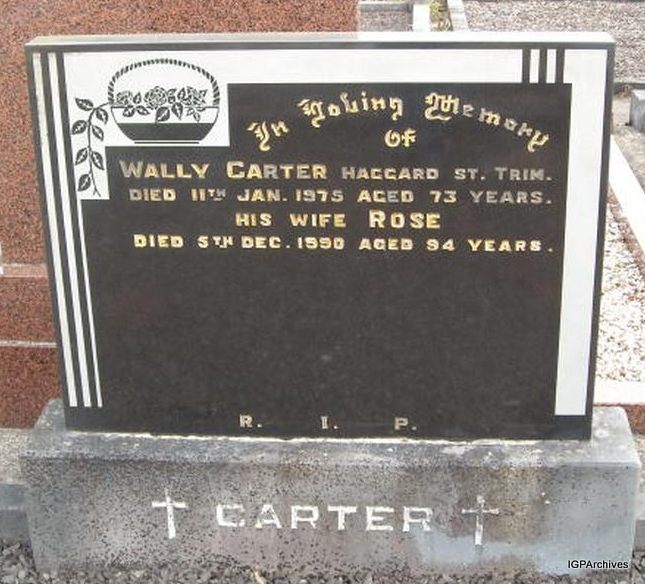 In Loving Memory
OF
WALLY CARTER HAGGARD ST. TRIM.
DIED 11TH JAN. 1975 AGED 73 YEARS.
HIS WIFE ROSE
DIED 5TH DEC. 1990 AGED 94 YEARS.
R. I. P.
CARTER
IGPArchives